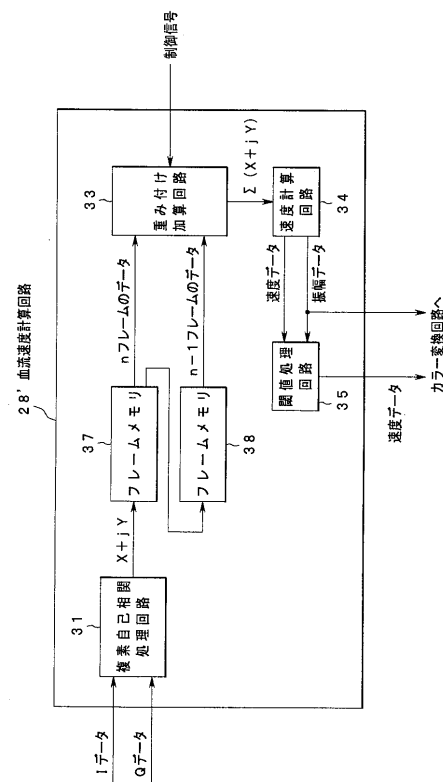 28' 血流速度計算回路
Iデータ
Qデータ
31
複素自己相関
処理回路
X+jY
37
フレームメモリ
38
フレームメモリ
nフレームのデータ
n-1フレームのデータ
33
重み付け
加算回路
制御信号
Σ(X+jY)
34
速度計算
回路
速度データ
振幅データ
35
閾値処理
回路
速度データ
カラー変換回路へ